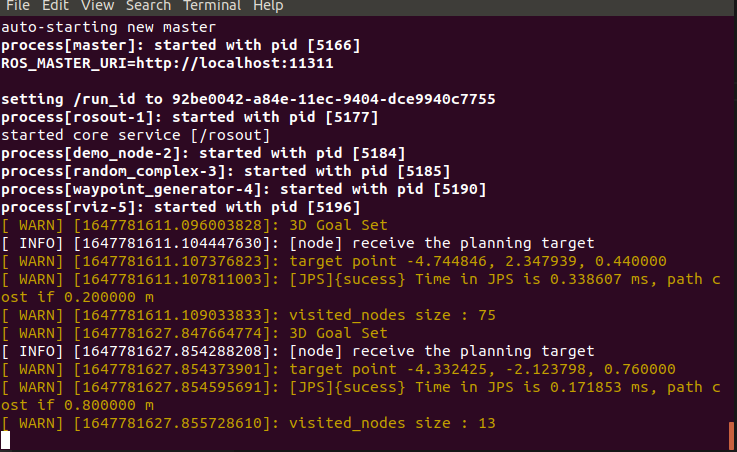 File Edit View Search Terminal Help
auto-starting new master
process[master]: started with pid [5166]
ROS_MASTER_URI=http://localhost:11311
setting /run_id to 92be0042-a84e-11ec-9404-dce9940c7755
process[rosout-1]: started with pid [5177]
started core service [/rosout]
process[demo_node-2]: started with pid [5184]
process[random_complex-3]: started with pid [5185]
process[waypoint_generator-4]: started with pid [5190]
process[rviz-5]: started with pid [5196]
[ WARN] [1647781611.096003828]: 3D Goal Set
[ INFO] [1647781611.104447630]: [node] receive the planning target
[ WARN] [1647781611.107376823]: target point -4.744846, 2.347939, 0.440000
[ WARN] [1647781611.107811003]: [JPS]{sucess} Time in JPS is 0.338607 ms, path c
ost if 0.200000 m
[ WARN] [1647781611.109033833]: visited_nodes size : 75
[ WARN] [1647781627.847664774]: 3D Goal Set
[ INFO] [1647781627.854288208]: [node] receive the planning target
[ WARN] [1647781627.854373901]: target point -4.332425, -2.123798, 0.760000
[ WARN] [1647781627.854595691]: [JPS]{sucess} Time in JPS is 0.171853 ms, path c
ost if 0.800000 m
[ WARN] [1647781627.855728610]: visited_nodes size : 13